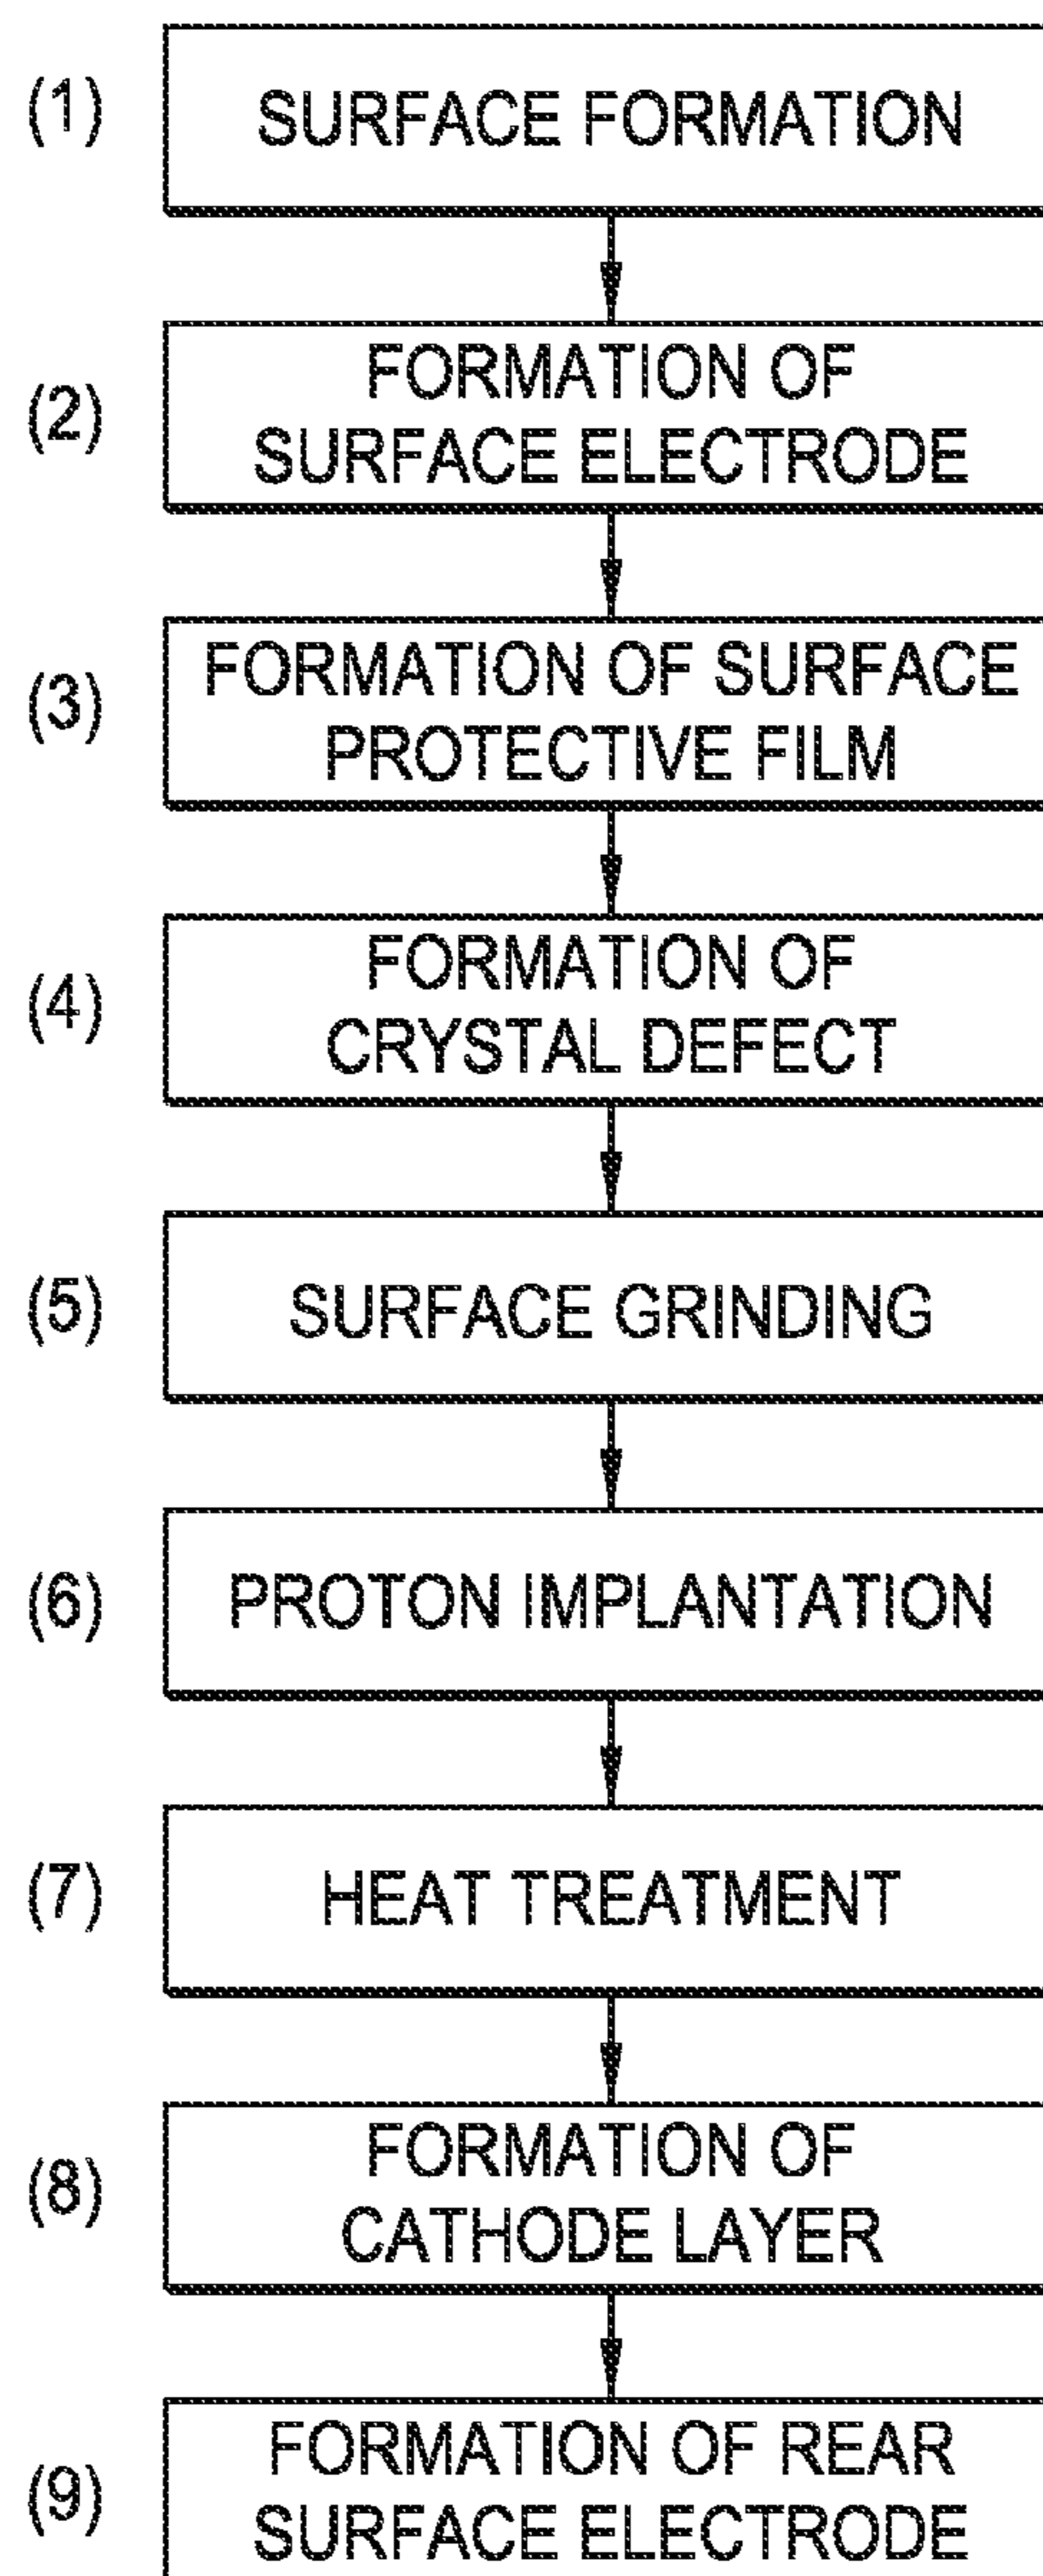 (1) SURFACE FORMATION
(2) FORMATION OF
SURFACE ELECTRODE
(3) FORMATION OF SURFACE
PROTECTIVE FILM
(4) FORMATION OF
CRYSTAL DEFECT
(5) SURFACE GRINDING
(6) PROTON IMPLANTATION
(7) HEAT TREATMENT
(8) FORMATION OF
CATHODE LAYER
(9) FORMATION OF REAR
SURFACE ELECTRODE